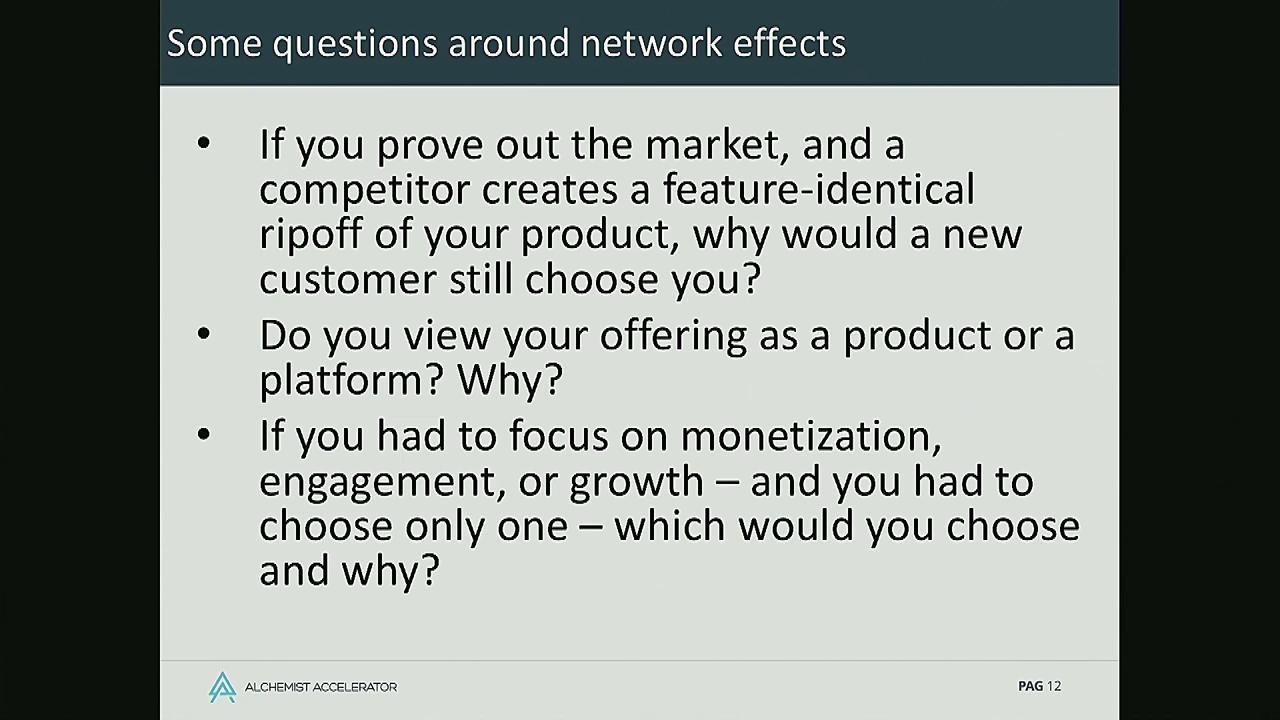 Some questions around network effects
• If you prove out the market, and a
competitor creates a feature-identical
ripoff of your product, why would a new
customer still choose you?
• Do you view your offering as a product or a
platform? Why?
• If you had to focus on monetization,
engagement, or growth – and you had to
choose only one – which would you choose
and why?
ALCHEMIST ACCELERATOR
PAG 12